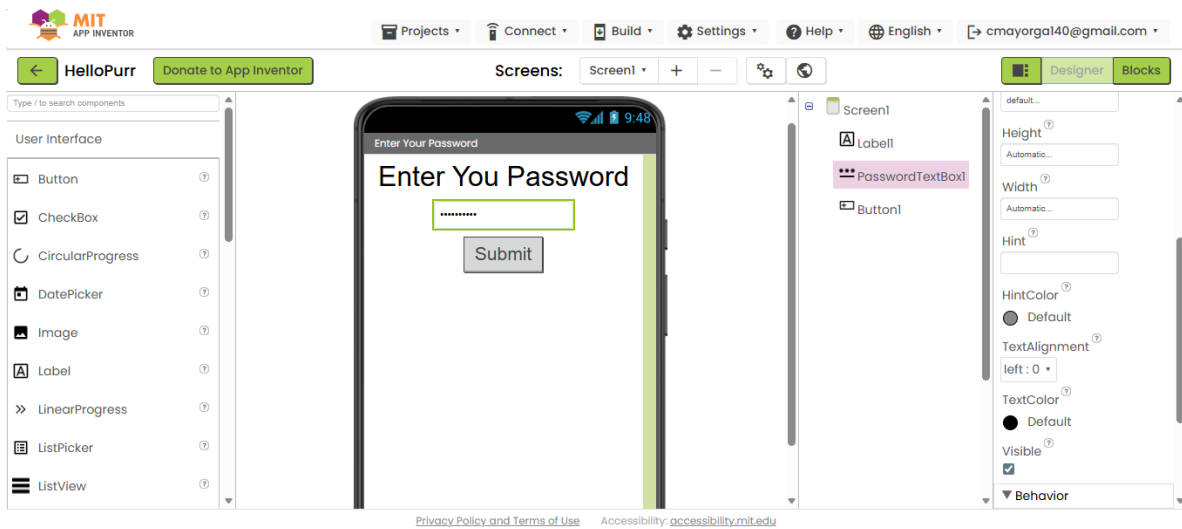 MIT
APP INVENTOR
Projects
Connect
Build
Settings
Help
English
cmayorga140@gmail.com
HelloPurr
Donate to App Inventor
Screens:
Screen1
Designer
Blocks
Type / to search components
User Interface
Button
CheckBox
CircularProgress
DatePicker
Image
Label
LinearProgress
ListPicker
ListView
9:48
Enter Your Password
Enter You Password
••••••••••
Submit
Screen1
Label1
PasswordTextBox1
Button1
default...
Height
Automatic...
Width
Automatic...
Hint
HintColor
Default
TextAlignment
left : 0
TextColor
Default
Visible
Behavior
Privacy Policy and Terms of Use Accessibility: accessibility.mit.edu